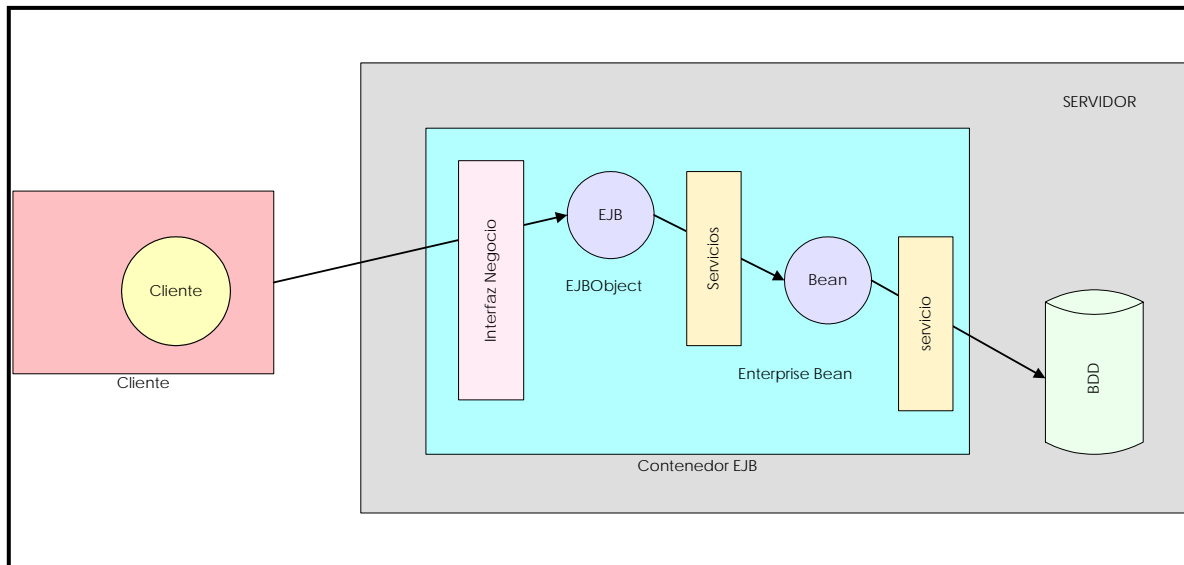 SERVIDOR
Interfaz Negocio
EJB
EJBObject
Servicios
Bean
Enterprise Bean
servicio
BDD
Contenedor EJB
Cliente
Cliente